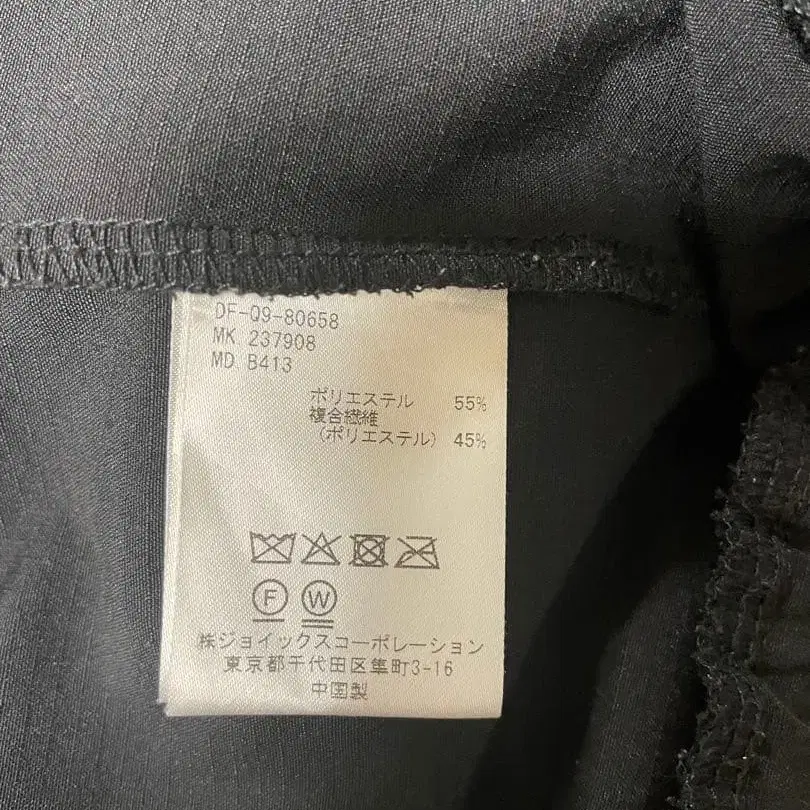 DF-Q9-80658
MK 237908
MD B413
ポリエステル 55%
複合繊維
(ポリエステル) 45%
F W
㈱ジョイックスコーポレーション
東京都千代田区隼町3-16
中国製